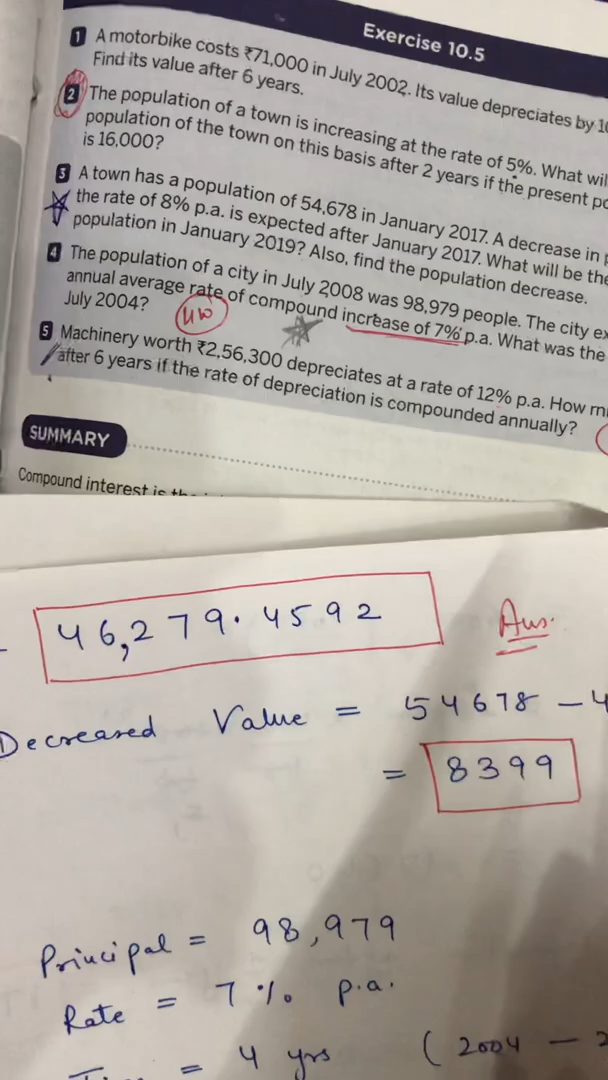 Exercise 10.5
1 A motorbike costs ₹71,000 in July 2002. Its value depreciates by
Find its value after 6 years.
2 The population of a town is increasing at the rate of 5%. What
population of the town on this basis after 2 years if the present
is 16,000?
3 A town has a population of 54,678 in January 2017. A decrease in
the rate of 8% p.a. is expected after January 2017. What will be the
population in January 2019? Also, find the population decrease.
4 The population of a city in July 2008 was 98,979 people. The city
annual average rate of compound increase of 7% p.a. What was the
July 2004?
HW
5 Machinery worth ₹2,56,300 depreciates at a rate of 12% p.a. How
after 6 years if the rate of depreciation is compounded annually?
SUMMARY
Compound interest is
46,279.4592 Ans.
Decreased Value = 54678 - 4
= 8399
Principal = 98,979
Rate = 7% p.a.
= 4 yrs (2004 - 2